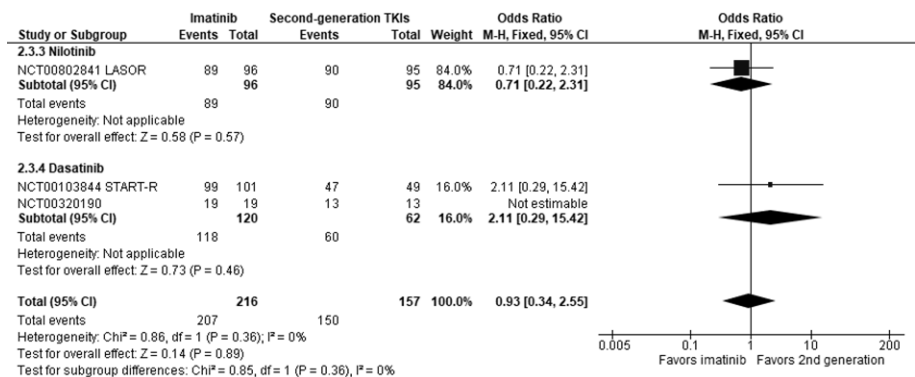 Imatinib Second-generation TKIs Odds Ratio Odds Ratio
Study or Subgroup Events Total Events Total Weight M-H, Fixed, 95% CI M-H, Fixed, 95% CI
2.3.3 Nilotinib
NCT00802841 LASOR 89 96 90 95 84.0% 0.71 [0.22, 2.31]
Subtotal (95% CI) 96 95 84.0% 0.71 [0.22, 2.31]
Total events 89 90
Heterogeneity: Not applicable
Test for overall effect: Z = 0.58 (P = 0.57)
2.3.4 Dasatinib
NCT00103844 START-R 99 101 47 49 16.0% 2.11 [0.29, 15.42]
NCT00320190 19 19 13 13 Not estimable
Subtotal (95% CI) 120 62 16.0% 2.11 [0.29, 15.42]
Total events 118 60
Heterogeneity: Not applicable
Test for overall effect: Z = 0.73 (P = 0.46)
Total (95% CI) 216 157 100.0% 0.93 [0.34, 2.55]
Total events 207 150
Heterogeneity: Chi² = 0.86, df = 1 (P = 0.36); I² = 0%
Test for overall effect: Z = 0.14 (P = 0.89)
Test for subgroup differences: Chi² = 0.85, df = 1 (P = 0.36), I² = 0%
0.005 0.1 1 10 200
Favors imatinib Favors 2nd generation